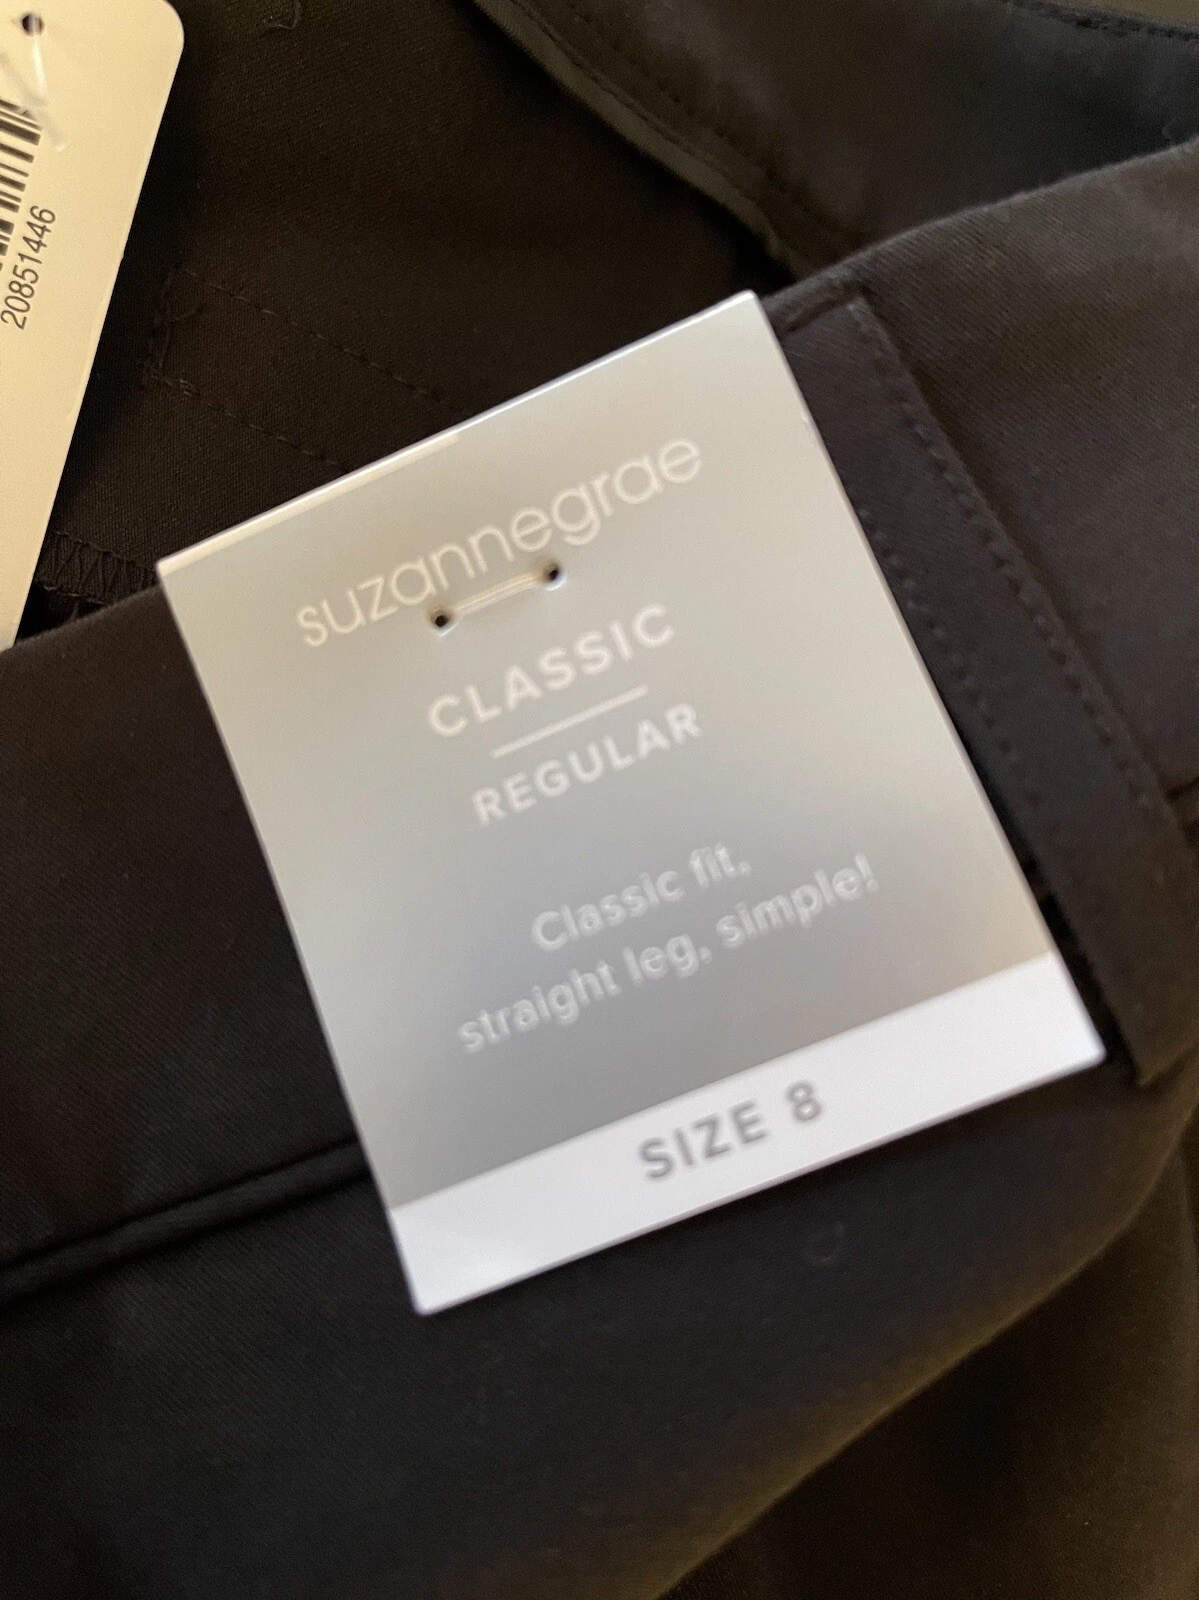 20851446
suzannegrae
CLASSIC
REGULAR
Classic fit,
straight leg, simple!
SIZE 8